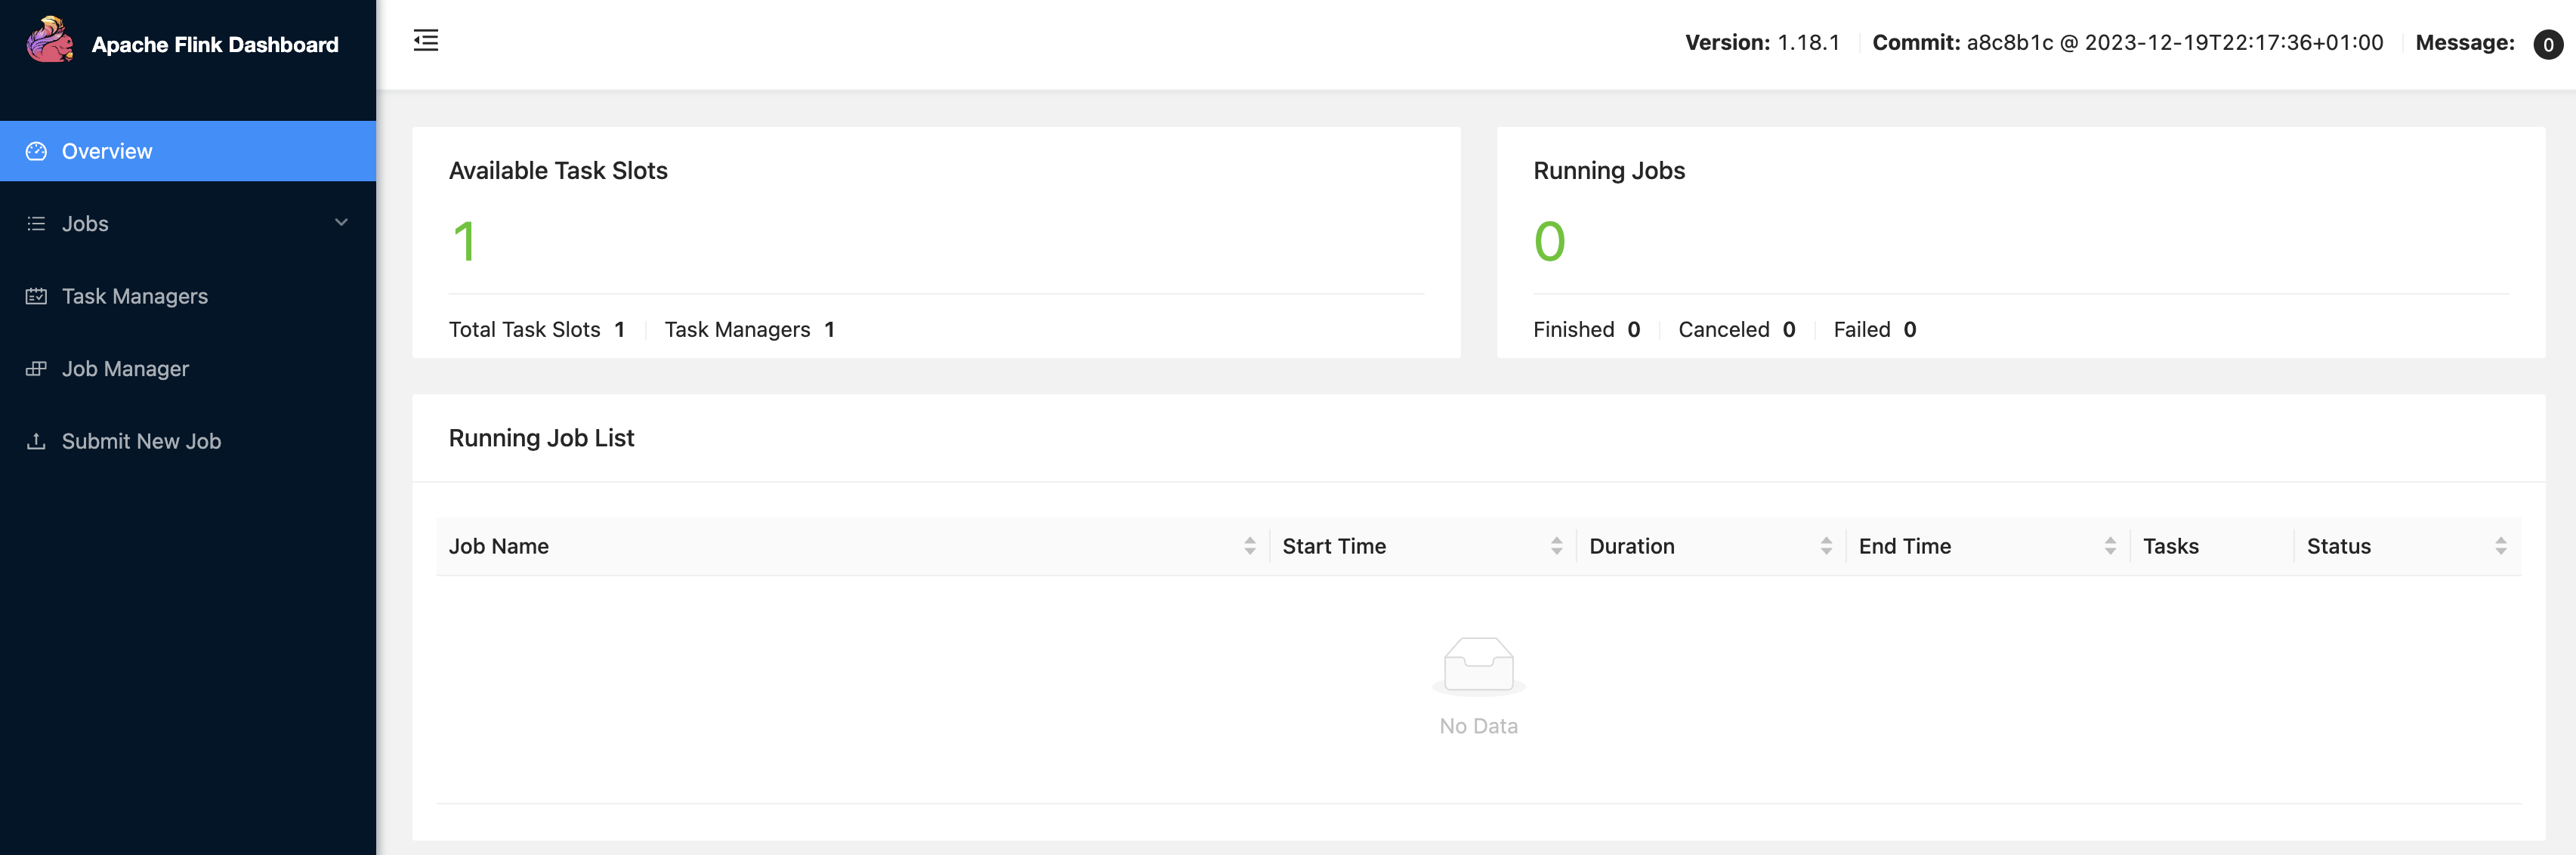 Apache Flink Dashboard
Version: 1.18.1 Commit: a8c8b1c @ 2023-12-19T22:17:36+01:00 Message: 0
Overview
Jobs
Task Managers
Job Manager
Submit New Job
Available Task Slots
1
Total Task Slots 1 Task Managers 1
Running Jobs
0
Finished 0 Canceled 0 Failed 0
Running Job List
Job Name Start Time Duration End Time Tasks Status
No Data